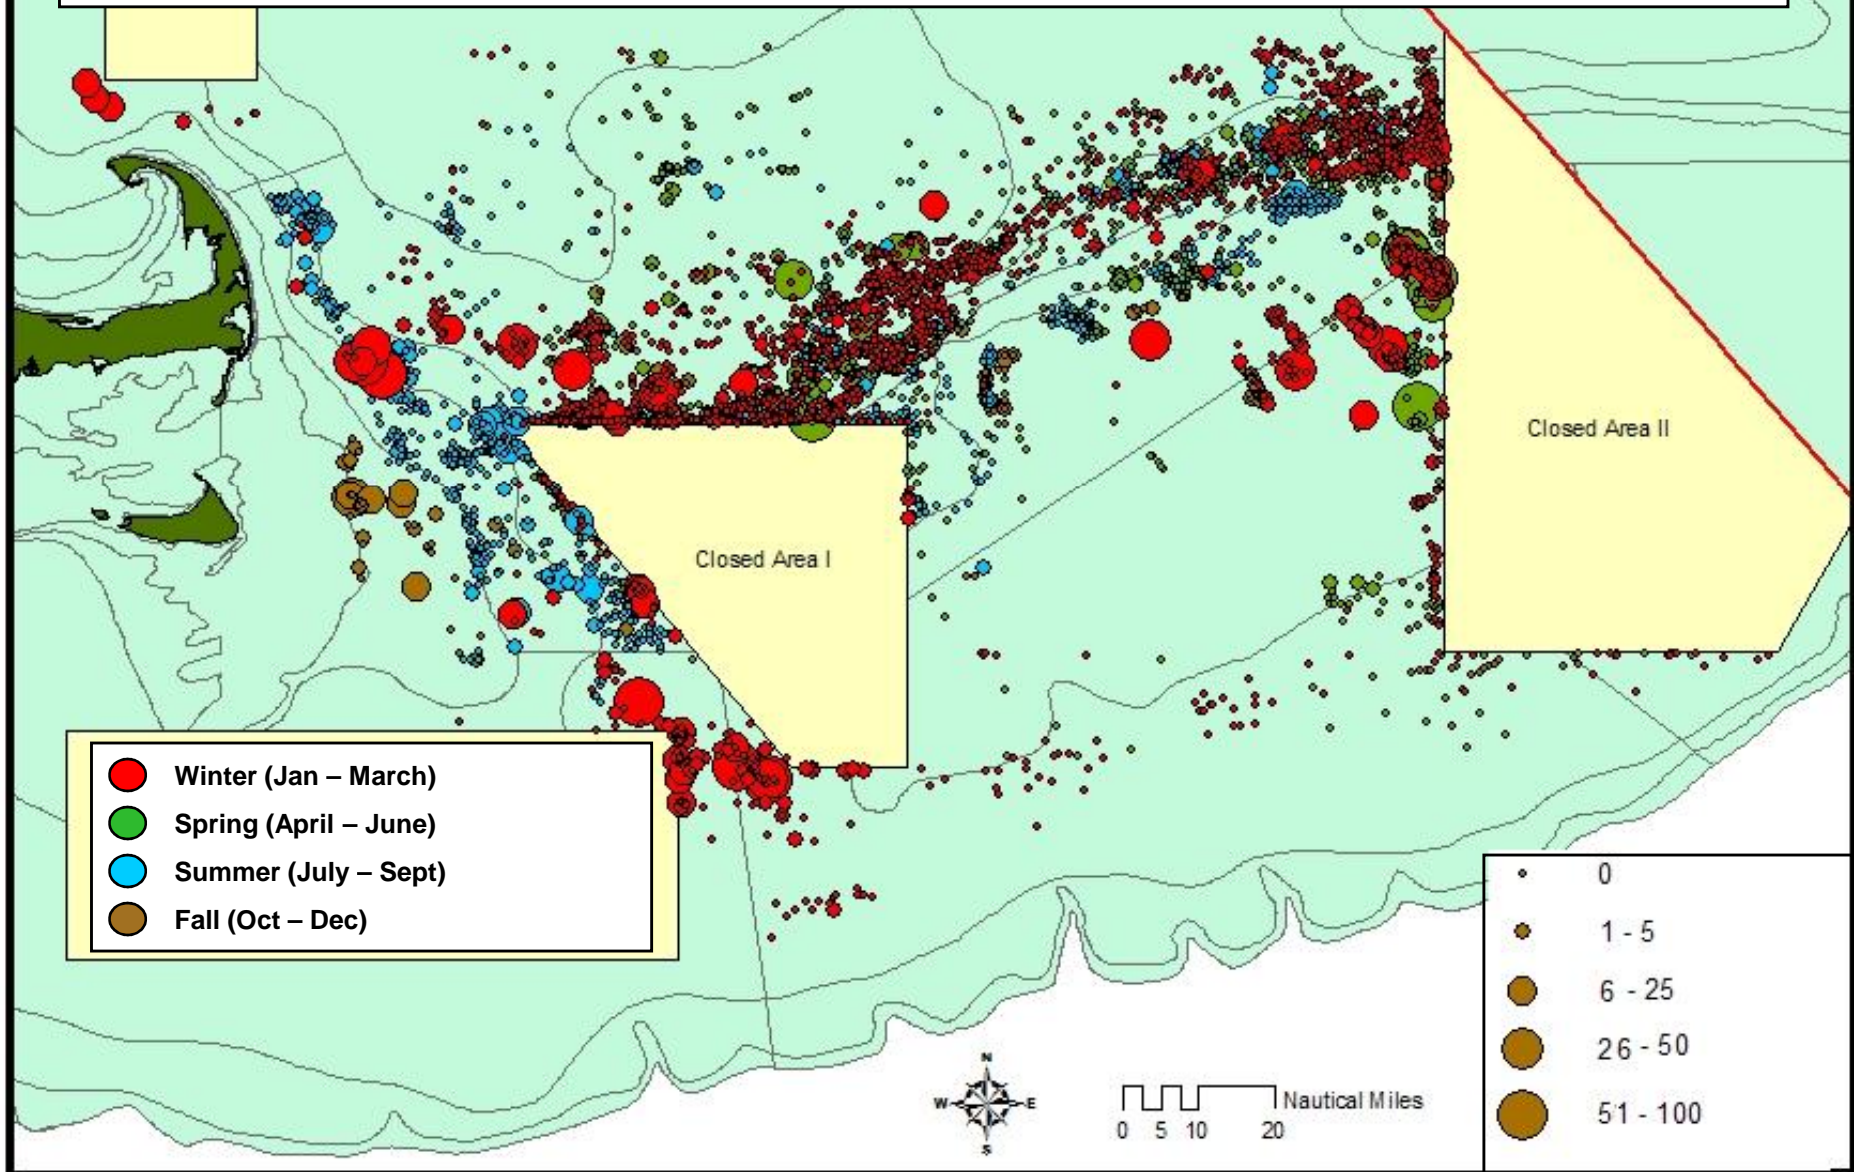 Closed Area II
Closed Area I
Winter (Jan – March)
Spring (April – June)
Summer (July – Sept)
Fall (Oct – Dec)
0
1 - 5
6 - 25
26 - 50
51 - 100
N
W E
S
Nautical Miles
0 5 10 20